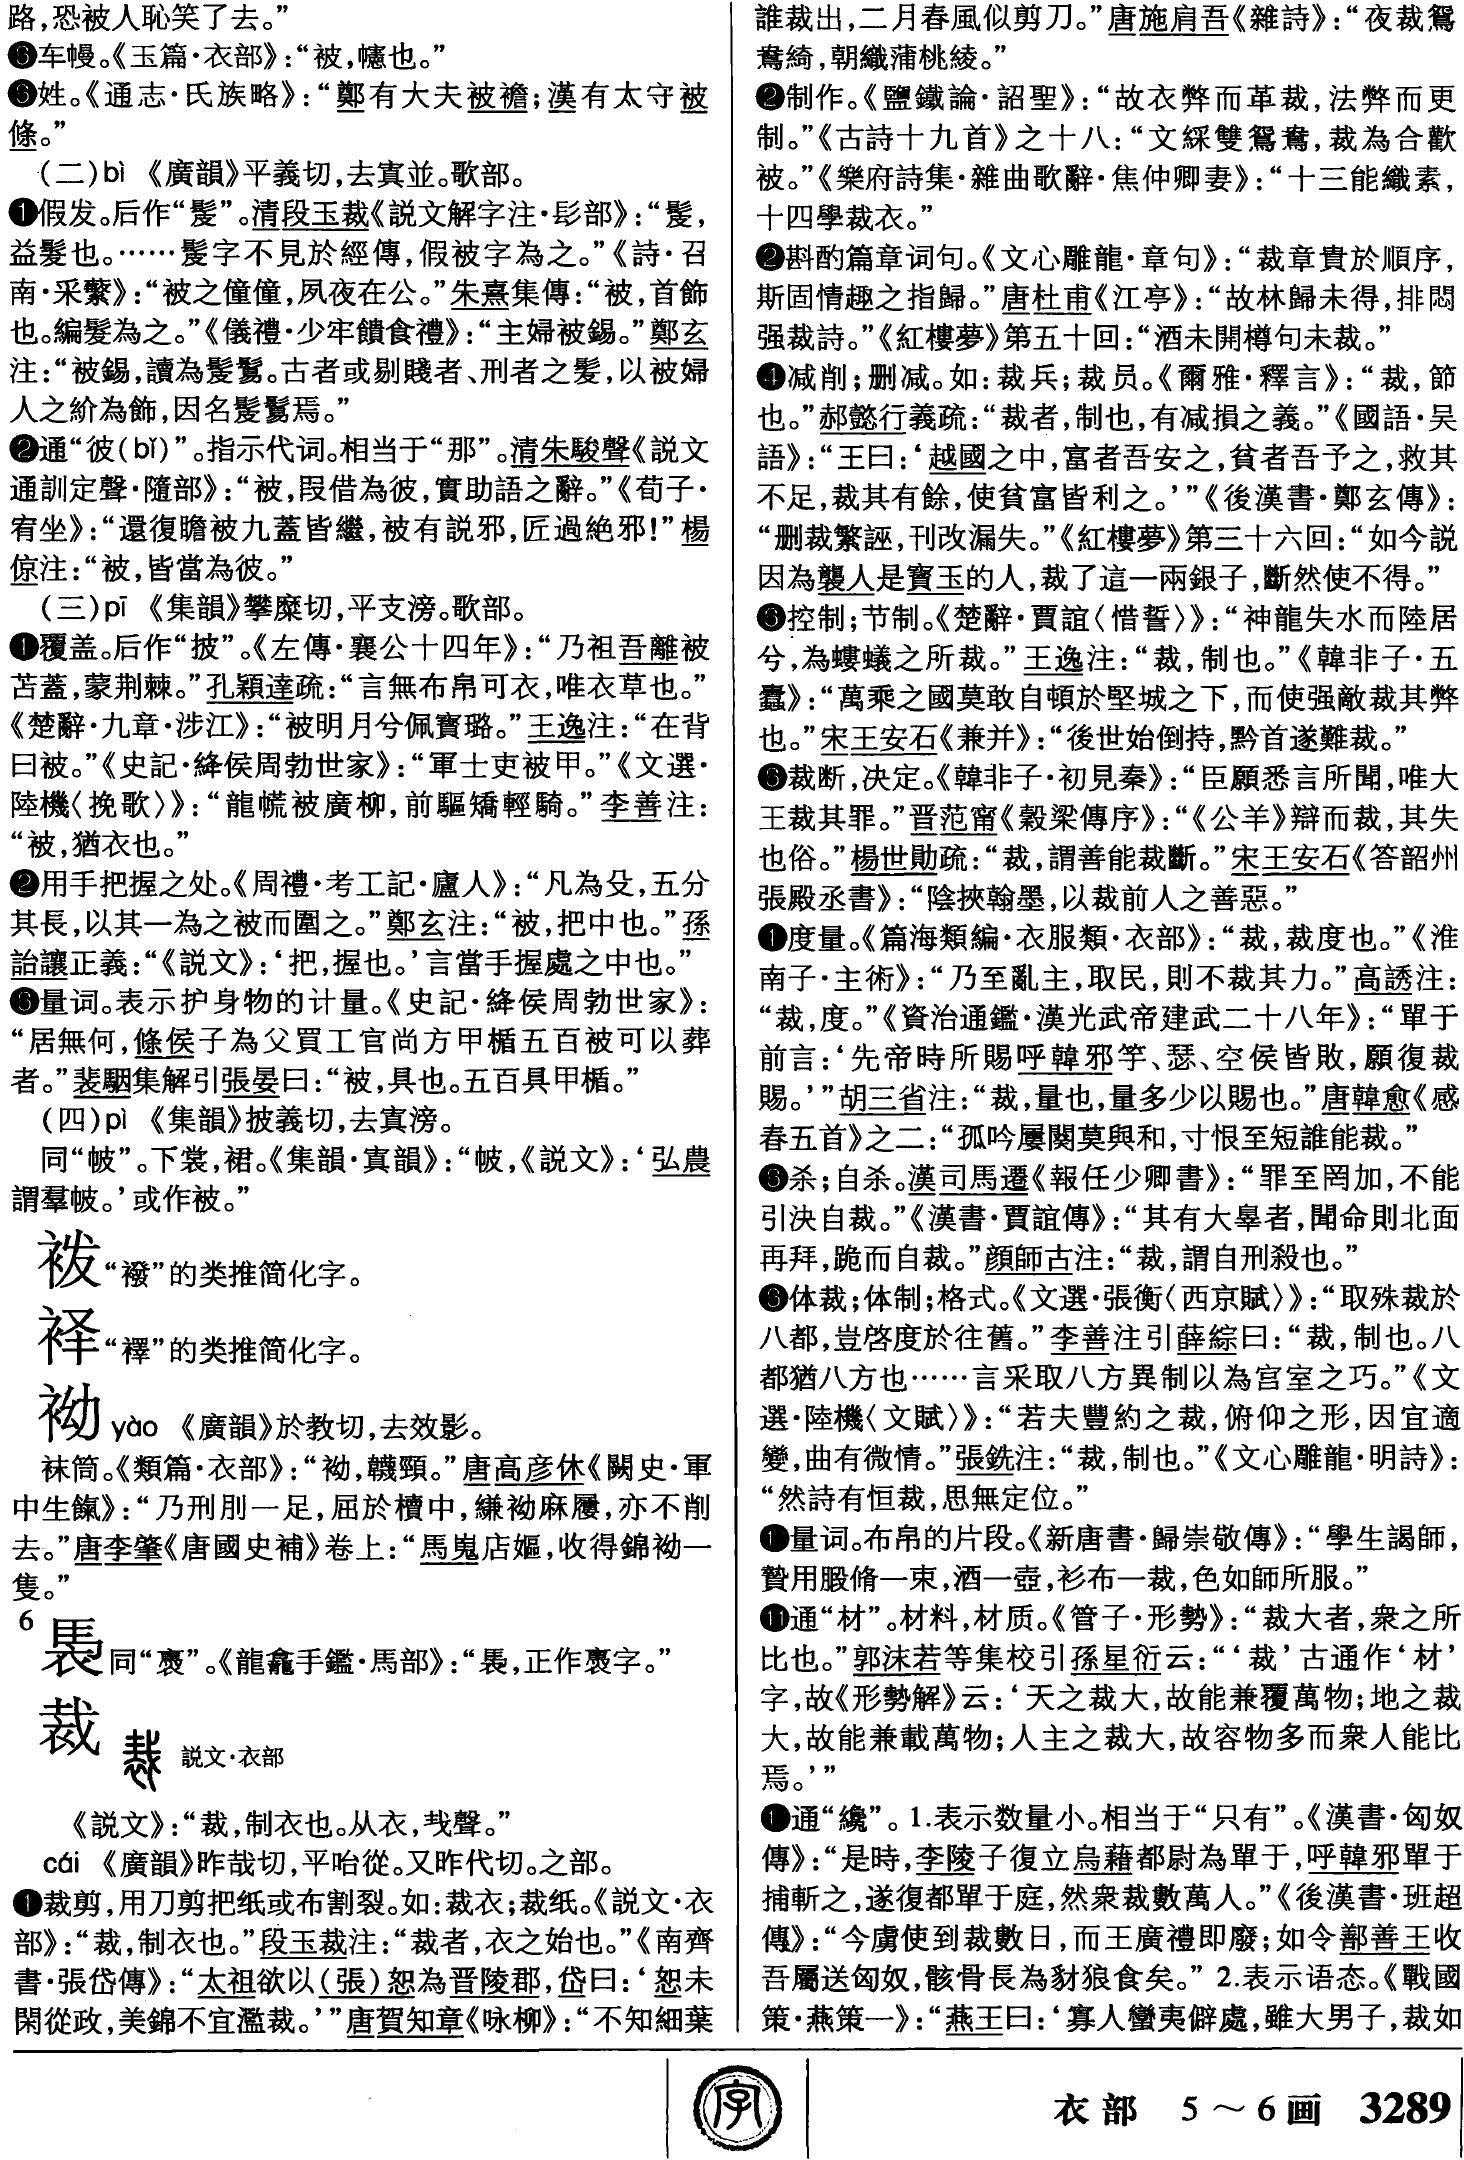 路，恐被人恥笑了去。”
❺车幔。《玉篇·衣部》：“被，幰也。”
❻姓。《通志·氏族略》：“鄭有大夫被襜；漢有太守被
條。”
（二）bì 《廣韻》平義切，去寘並。歌部。
❶假发。后作“髲”。清段玉裁《説文解字注·髟部》：“髲，
益髮也。……髲字不見於經傳，假被字為之。”《詩·召
南·采蘩》：“被之僮僮，夙夜在公。”朱熹集傳：“被，首飾
也。編髮為之。”《儀禮·少牢饋食禮》：“主婦被錫。”鄭玄
注：“被錫，讀為髲鬄。古者或剔賤者、刑者之髮，以被婦
人之紒為飾，因名髲鬄焉。”
❷通“彼（bǐ）”。指示代词。相当于“那”。清朱駿聲《説文
通訓定聲·隨部》：“被，叚借為彼，實助語之辭。”《荀子·
宥坐》：“還復瞻被九蓋皆繼，被有説邪，匠過絶邪！”楊
倞注：“被，皆當為彼。”
（三）pī 《集韻》攀糜切，平支滂。歌部。
❶覆盖。后作“披”。《左傳·襄公十四年》：“乃祖吾離被
苫蓋，蒙荆棘。”孔穎達疏：“言無布帛可衣，唯衣草也。”
《楚辭·九章·涉江》：“被明月兮佩寶璐。”王逸注：“在背
曰被。”《史記·絳侯周勃世家》：“軍士吏被甲。”《文選·
陸機〈挽歌〉》：“龍㡆被廣柳，前驅矯輕騎。”李善注：
“被，猶衣也。”
❷用手把握之处。《周禮·考工記·廬人》：“凡為殳，五分
其長，以其一為之被而圍之。”鄭玄注：“被，把中也。”孫
詒讓正義：“《説文》：‘把，握也。’言當手握處之中也。”
❸量词。表示护身物的计量。《史記·絳侯周勃世家》：
“居無何，條侯子為父買工官尚方甲楯五百被可以葬
者。”裴駰集解引張晏曰：“被，具也。五百具甲楯。”
（四）pì 《集韻》披義切，去寘滂。
同“帔”。下裳，裙。《集韻·寘韻》：“帔，《説文》：‘弘農
謂羣帔。’或作被。”
袯“襏”的类推简化字。
𬡇“襗”的类推简化字。
袎yào 《廣韻》於教切，去效影。
袜筒。《類篇·衣部》：“袎，韈頸。”唐高彦休《闕史·軍
中生餼》：“乃刑刖一足，屈於櫝中，縑袎麻屨，亦不削
去。”唐李肇《唐國史補》卷上：“馬嵬店嫗，收得錦袎一
隻。”
6
䮍同“褭”。《龍龕手鑑·馬部》：“䮍，正作褭字。”
裁 説文·衣部
《説文》：“裁，制衣也。从衣，𢦏聲。”
cái 《廣韻》昨哉切，平咍從。又昨代切。之部。
❶裁剪，用刀剪把纸或布割裂。如：裁衣；裁纸。《説文·衣
部》：“裁，制衣也。”段玉裁注：“裁者，衣之始也。”《南齊
書·張岱傳》：“太祖欲以（張）恕為晋陵郡，岱曰：‘恕未
閑從政，美錦不宜濫裁。’”唐賀知章《咏柳》：“不知細葉
誰裁出，二月春風似剪刀。”唐施肩吾《雜詩》：“夜裁鴛
鴦綺，朝織蒲桃綾。”
❷制作。《鹽鐵論·詔聖》：“故衣弊而革裁，法弊而更
制。”《古詩十九首》之十八：“文綵雙鴛鴦，裁為合歡
被。”《樂府詩集·雜曲歌辭·焦仲卿妻》：“十三能織素，
十四學裁衣。”
❸斟酌篇章词句。《文心雕龍·章句》：“裁章貴於順序，
斯固情趣之指歸。”唐杜甫《江亭》：“故林歸未得，排悶
强裁詩。”《紅樓夢》第五十回：“酒未開樽句未裁。”
❹减削；删减。如：裁兵；裁员。《爾雅·釋言》：“裁，節
也。”郝懿行義疏：“裁者，制也，有减損之義。”《國語·吴
語》：“王曰：‘越國之中，富者吾安之，貧者吾予之，救其
不足，裁其有餘，使貧富皆利之。’”《後漢書·鄭玄傳》：
“删裁繁誣，刊改漏失。”《紅樓夢》第三十六回：“如今説
因為襲人是寶玉的人，裁了這一兩銀子，斷然使不得。”
❺控制；节制。《楚辭·賈誼〈惜誓〉》：“神龍失水而陸居
兮，為螻蟻之所裁。”王逸注：“裁，制也。”《韓非子·五
蠹》：“萬乘之國莫敢自頓於堅城之下，而使强敵裁其弊
也。”宋王安石《兼并》：“後世始倒持，黔首遂難裁。”
❻裁断，决定。《韓非子·初見秦》：“臣願悉言所聞，唯大
王裁其罪。”晋范甯《穀梁傳序》：“《公羊》辯而裁，其失
也俗。”楊世勛疏：“裁，謂善能裁斷。”宋王安石《答韶州
張殿丞書》：“陰挾翰墨，以裁前人之善惡。”
❼度量。《篇海類編·衣服類·衣部》：“裁，裁度也。”《淮
南子·主術》：“乃至亂主，取民，則不裁其力。”高誘注：
“裁，度。”《資治通鑑·漢光武帝建武二十八年》：“單于
前言：‘先帝時所賜呼韓邪竽、瑟、空侯皆敗，願復裁
賜。’”胡三省注：“裁，量也，量多少以賜也。”唐韓愈《感
春五首》之二：“孤吟屢闋莫與和，寸恨至短誰能裁。”
❽杀；自杀。漢司馬遷《報任少卿書》：“罪至罔加，不能
引決自裁。”《漢書·賈誼傳》：“其有大辠者，聞命則北面
再拜，跪而自裁。”顔師古注：“裁，謂自刑殺也。”
❾体裁；体制；格式。《文選·張衡〈西京賦〉》：“取殊裁於
八都，豈啓度於往舊。”李善注引薛綜曰：“裁，制也。八
都猶八方也……言采取八方異制以為宫室之巧。”《文
選·陸機〈文賦〉》：“若夫豐約之裁，俯仰之形，因宜適
變，曲有微情。”張銑注：“裁，制也。”《文心雕龍·明詩》：
“然詩有恒裁，思無定位。”
❿量词。布帛的片段。《新唐書·歸崇敬傳》：“學生謁師，
贄用腶脩一束，酒一壺，衫布一裁，色如師所服。”
⓫通“材”。材料，材质。《管子·形勢》：“裁大者，衆之所
比也。”郭沫若等集校引孫星衍云：“‘裁’古通作‘材’
字，故《形勢解》云：‘天之裁大，故能兼覆萬物；地之裁
大，故能兼載萬物；人主之裁大，故容物多而衆人能比
焉。’”
⓬通“纔”。1.表示数量小。相当于“只有”。《漢書·匈奴
傳》：“是時，李陵子復立烏藉都尉為單于，呼韓邪單于
捕斬之，遂復都單于庭，然衆裁數萬人。”《後漢書·班超
傳》：“今虜使到裁數日，而王廣禮即廢；如令鄯善王收
吾屬送匈奴，骸骨長為豺狼食矣。”2.表示语态。《戰國
策·燕策一》：“燕王曰：‘寡人蠻夷僻處，雖大男子，裁如
字
衣部 5～6画 3289